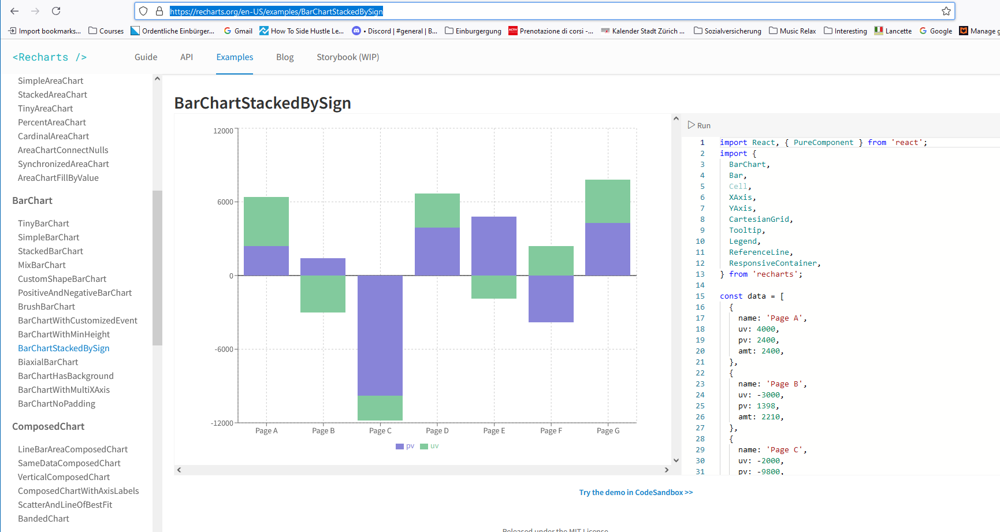 https://recharts.org/en-US/examples/BarChartStackedBySign
Import bookmarks... Courses Ordentliche Einbürger... Gmail How To Side Hustle Le... • Discord | #general | B... Einburgergung Prenotazione di corsi -... Kalender Stadt Zürich ... Sozialversicherung Music Relax Interesting Lancette Google Manage g
<Recharts /> Guide API Examples Blog Storybook (WIP)
SimpleAreaChart
StackedAreaChart
TinyAreaChart
PercentAreaChart
CardinalAreaChart
AreaChartConnectNulls
SynchronizedAreaChart
AreaChartFillByValue
BarChart
TinyBarChart
SimpleBarChart
StackedBarChart
MixBarChart
CustomShapeBarChart
PositiveAndNegativeBarChart
BrushBarChart
BarChartWithCustomizedEvent
BarChartWithMinHeight
BarChartStackedBySign
BiaxialBarChart
BarChartHasBackground
BarChartWithMultiXAxis
BarChartNoPadding
ComposedChart
LineBarAreaComposedChart
SameDataComposedChart
VerticalComposedChart
ComposedChartWithAxisLabels
ScatterAndLineOfBestFit
BandedChart
BarChartStackedBySign
12000
6000
0
-6000
-12000
Page A Page B Page C Page D Page E Page F Page G
pv uv
Run
1 import React, { PureComponent } from 'react';
2 import {
3 BarChart,
4 Bar,
5 Cell,
6 XAxis,
7 YAxis,
8 CartesianGrid,
9 Tooltip,
10 Legend,
11 ReferenceLine,
12 ResponsiveContainer,
13 } from 'recharts';
14
15 const data = [
16 {
17 name: 'Page A',
18 uv: 4000,
19 pv: 2400,
20 amt: 2400,
21 },
22 {
23 name: 'Page B',
24 uv: -3000,
25 pv: 1398,
26 amt: 2210,
27 },
28 {
29 name: 'Page C',
30 uv: -2000,
31 pv: -9800,
Try the demo in CodeSandbox >>
Released under the MIT License